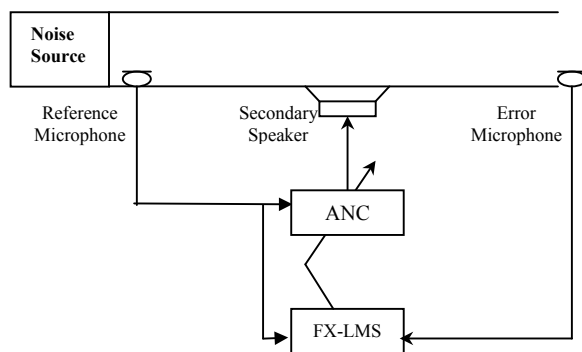 Noise
Source
Reference
Microphone
Secondary
Speaker
Error
Microphone
ANC
FX-LMS